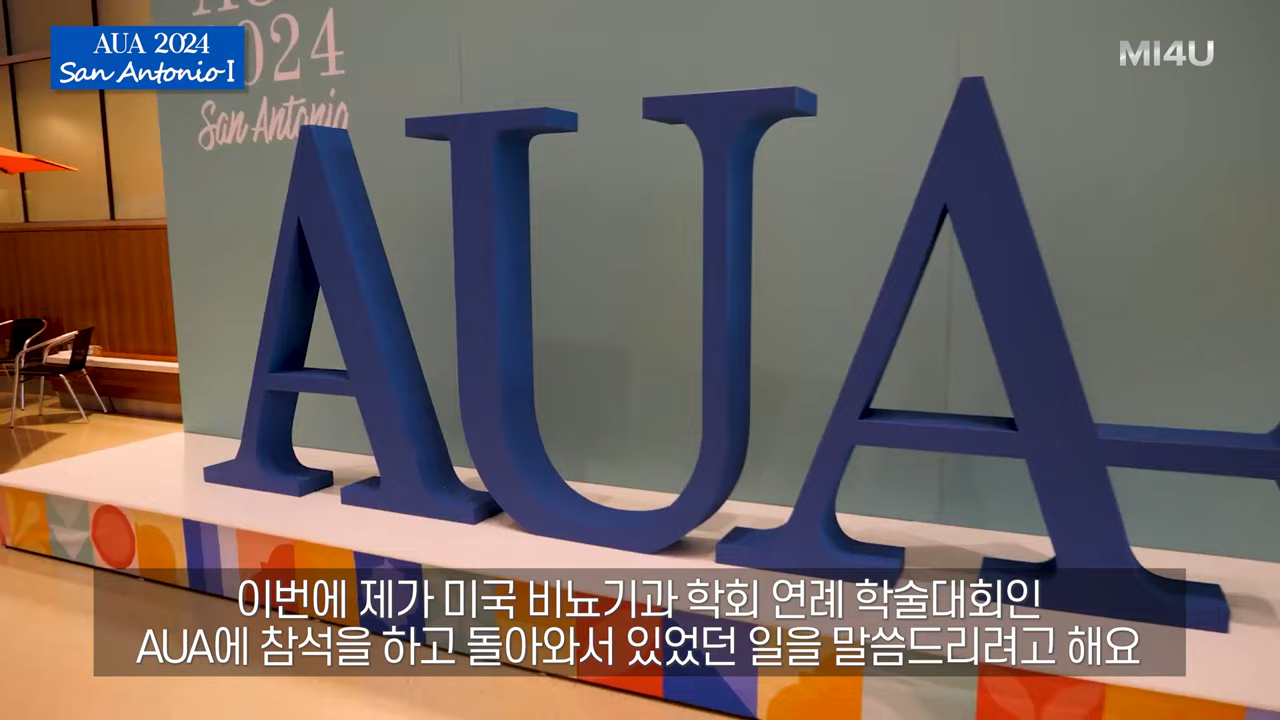 AUA 2024
San Antonio I
MI4U
2024
San Antonio
AUA
이번에 제가 미국 비뇨기과 학회 연례 학술대회인
AUA에 참석을 하고 돌아와서 있었던 일을 말씀드리려고 해요